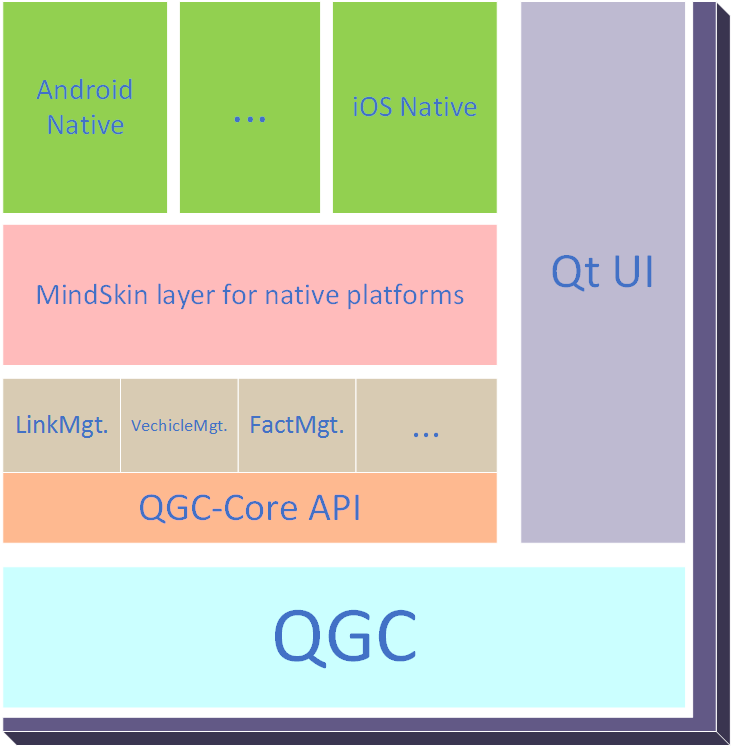 Android
Native
...
iOS Native
Qt UI
MindSkin layer for native platforms
LinkMgt.
VechicleMgt.
FactMgt.
...
QGC-Core API
QGC